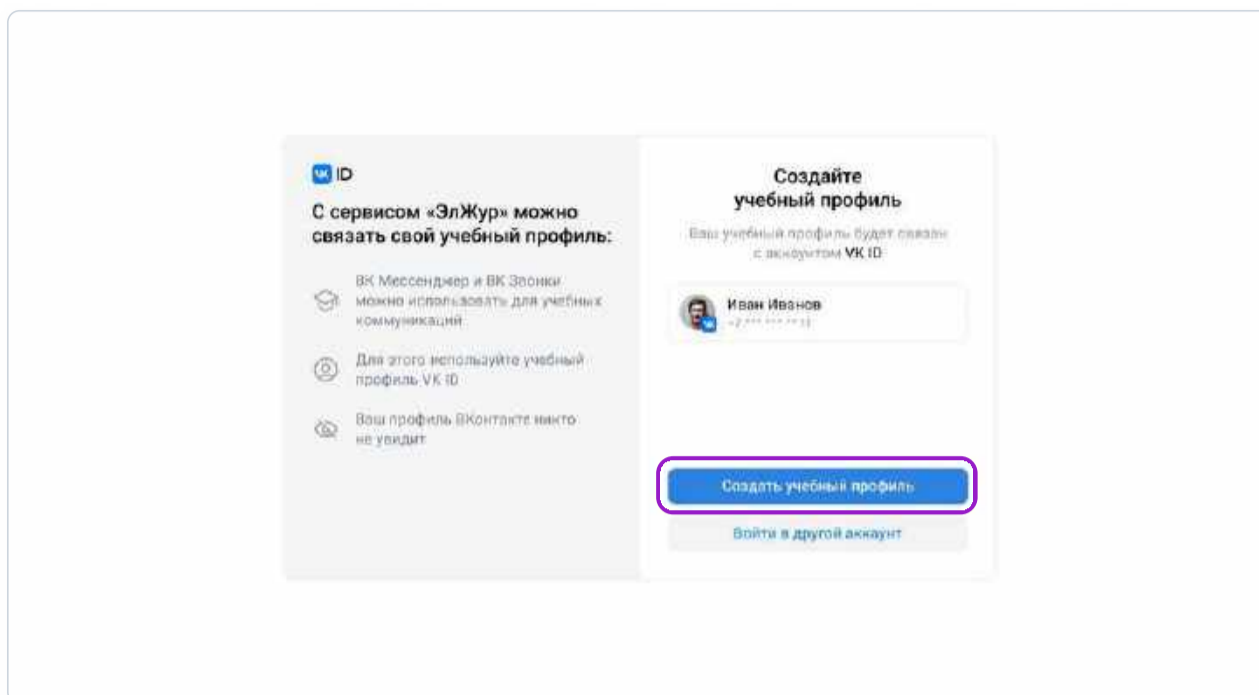 VK ID
С сервисом «ЭлЖур» можно
связать свой учебный профиль:
ВК Мессенджер и ВК Звонки
можно использовать для учебных
коммуникаций
Для этого используйте учебный
профиль VK ID
Ваш профиль ВКонтакте никто
не увидит
Создайте
учебный профиль
Ваш учебный профиль будет связан
с аккаунтом VK ID
Иван Иванов
Создать учебный профиль
Войти в другой аккаунт